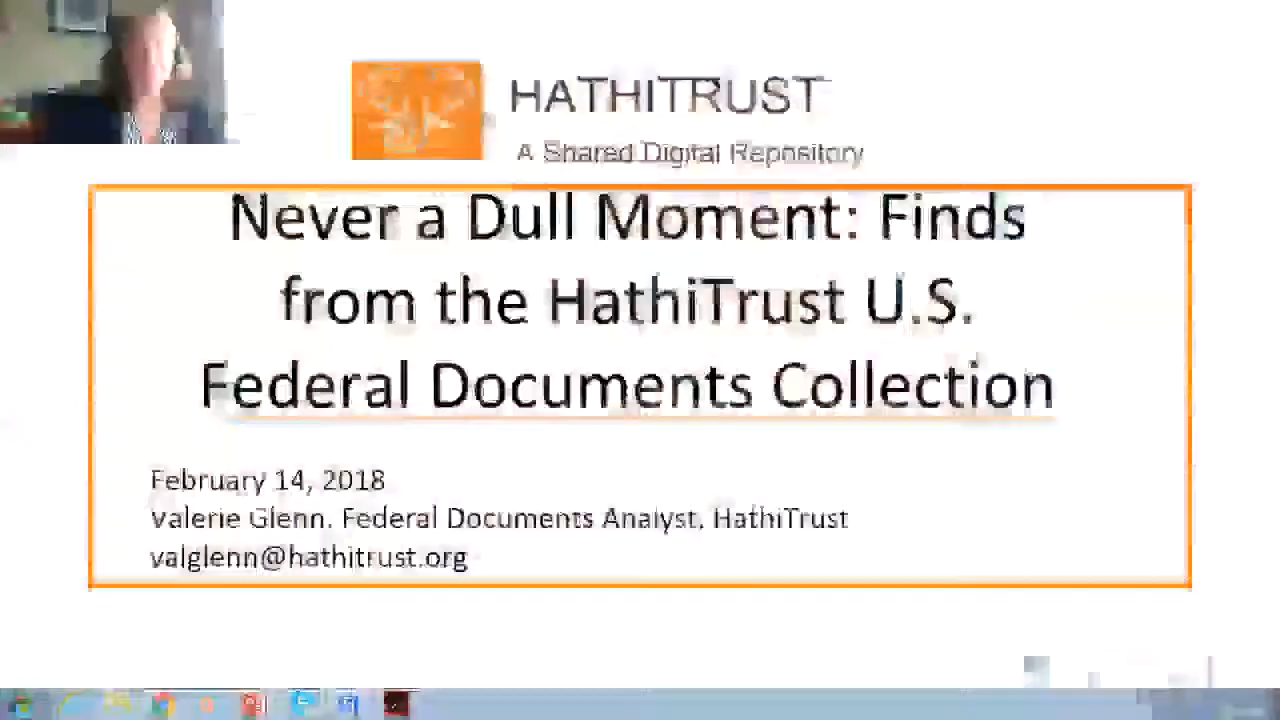 HATHITRUST
A Shared Digital Repository
Never a Dull Moment: Finds
from the HathiTrust U.S.
Federal Documents Collection
February 14, 2018
Valerie Glenn, Federal Documents Analyst, HathiTrust
valglenn@hathitrust.org